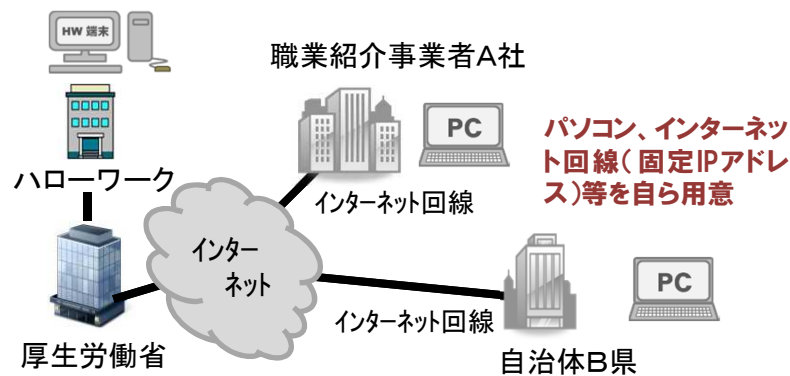 HW 端末
職業紹介事業者A社
PC
パソコン、インターネッ
ト回線(固定IPアドレ
ス)等を自ら用意
ハローワーク
インターネット回線
インター
ネット
PC
インターネット回線
厚生労働省
自治体B県